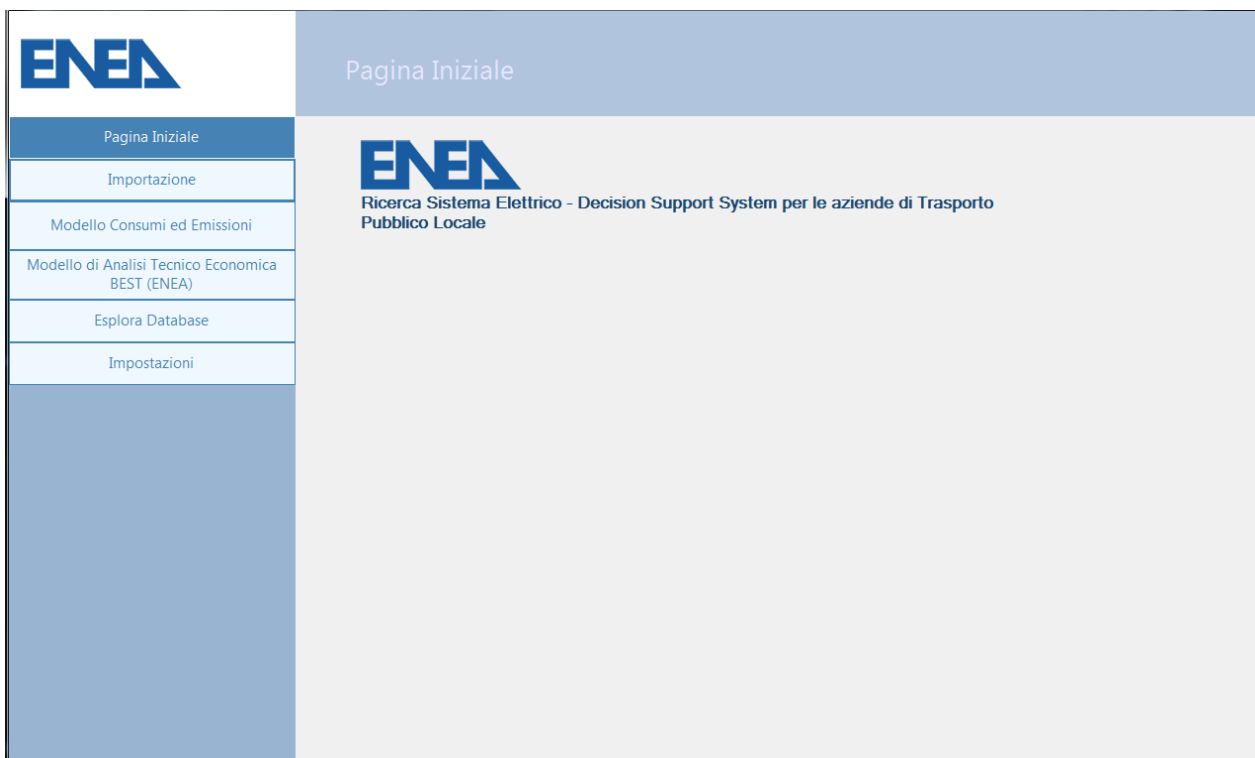 ENEA
Pagina Iniziale
Pagina Iniziale
Importazione
Modello Consumi ed Emissioni
Modello di Analisi Tecnico Economica
BEST (ENEA)
Esplora Database
Impostazioni
ENEA
Ricerca Sistema Elettrico - Decision Support System per le aziende di Trasporto
Pubblico Locale